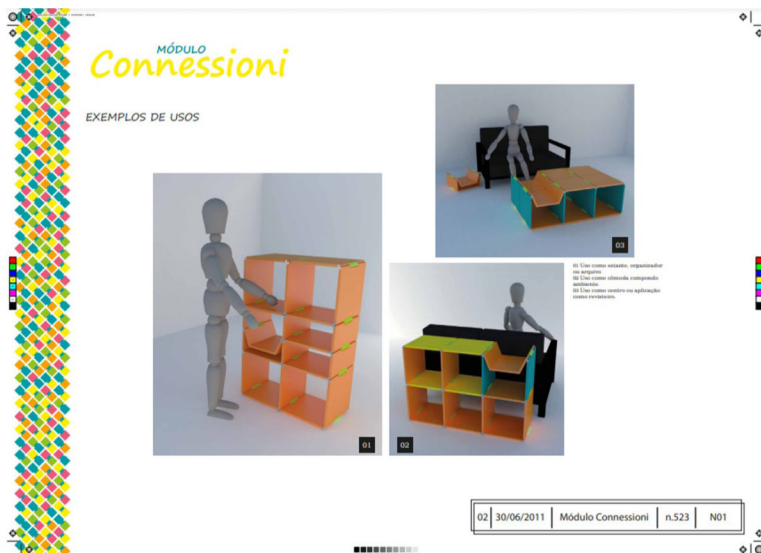 MÓDULO
Connessioni
EXEMPLOS DE USOS
03
01 Uso como estante, organizador
ou arquivo
02 Uso como cômoda compondo
ambiente.
03 Uso como centro ou aplicação
como revisteiro.
01
02
02 30/06/2011 Módulo Connessioni n.523 N01